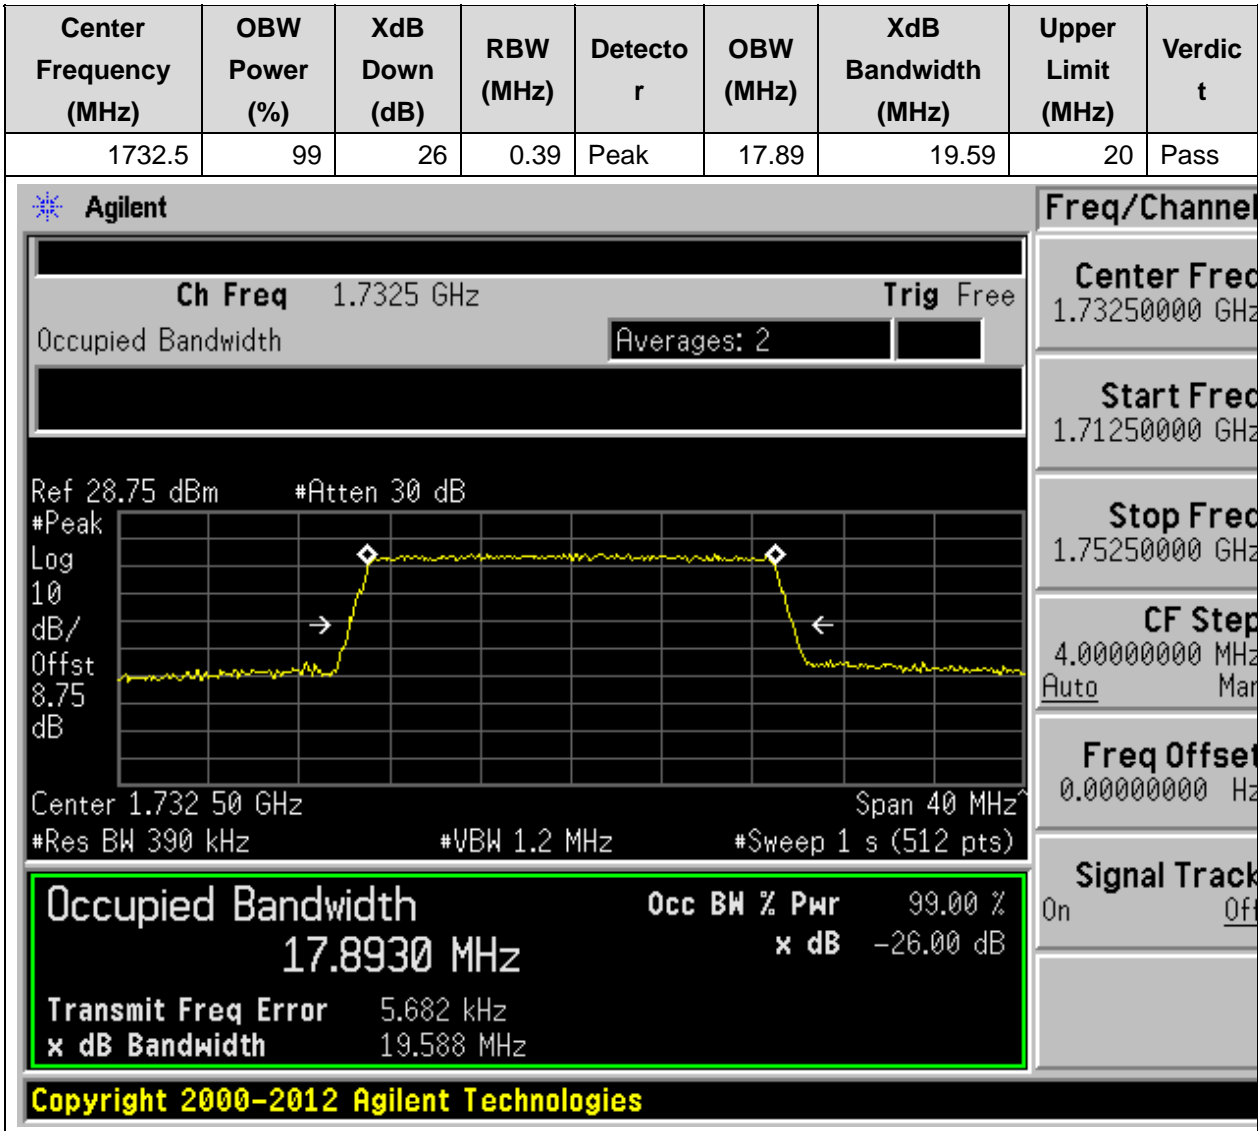 Center Frequency (MHz) OBW Power (%) XdB Down (dB) RBW (MHz) Detecto r OBW (MHz) XdB Bandwidth (MHz) Upper Limit (MHz) Verdic t
1732.5 99 26 0.39 Peak 17.89 19.59 20 Pass
Agilent
Freq/Channel
Ch Freq 1.7325 GHz Trig Free
Occupied Bandwidth Averages: 2
Center Freq
1.73250000 GHz
Start Freq
1.71250000 GHz
Stop Freq
1.75250000 GHz
CF Step
4.00000000 MHz
Auto Man
Freq Offset
0.00000000 Hz
Signal Track
On Off
Ref 28.75 dBm #Atten 30 dB
#Peak
Log
10
dB/
Offst
8.75
dB
Center 1.732 50 GHz Span 40 MHz^
#Res BW 390 kHz #VBW 1.2 MHz #Sweep 1 s (512 pts)
Occupied Bandwidth
17.8930 MHz
Occ BW % Pwr 99.00 %
x dB -26.00 dB
Transmit Freq Error 5.682 kHz
x dB Bandwidth 19.588 MHz
Copyright 2000-2012 Agilent Technologies